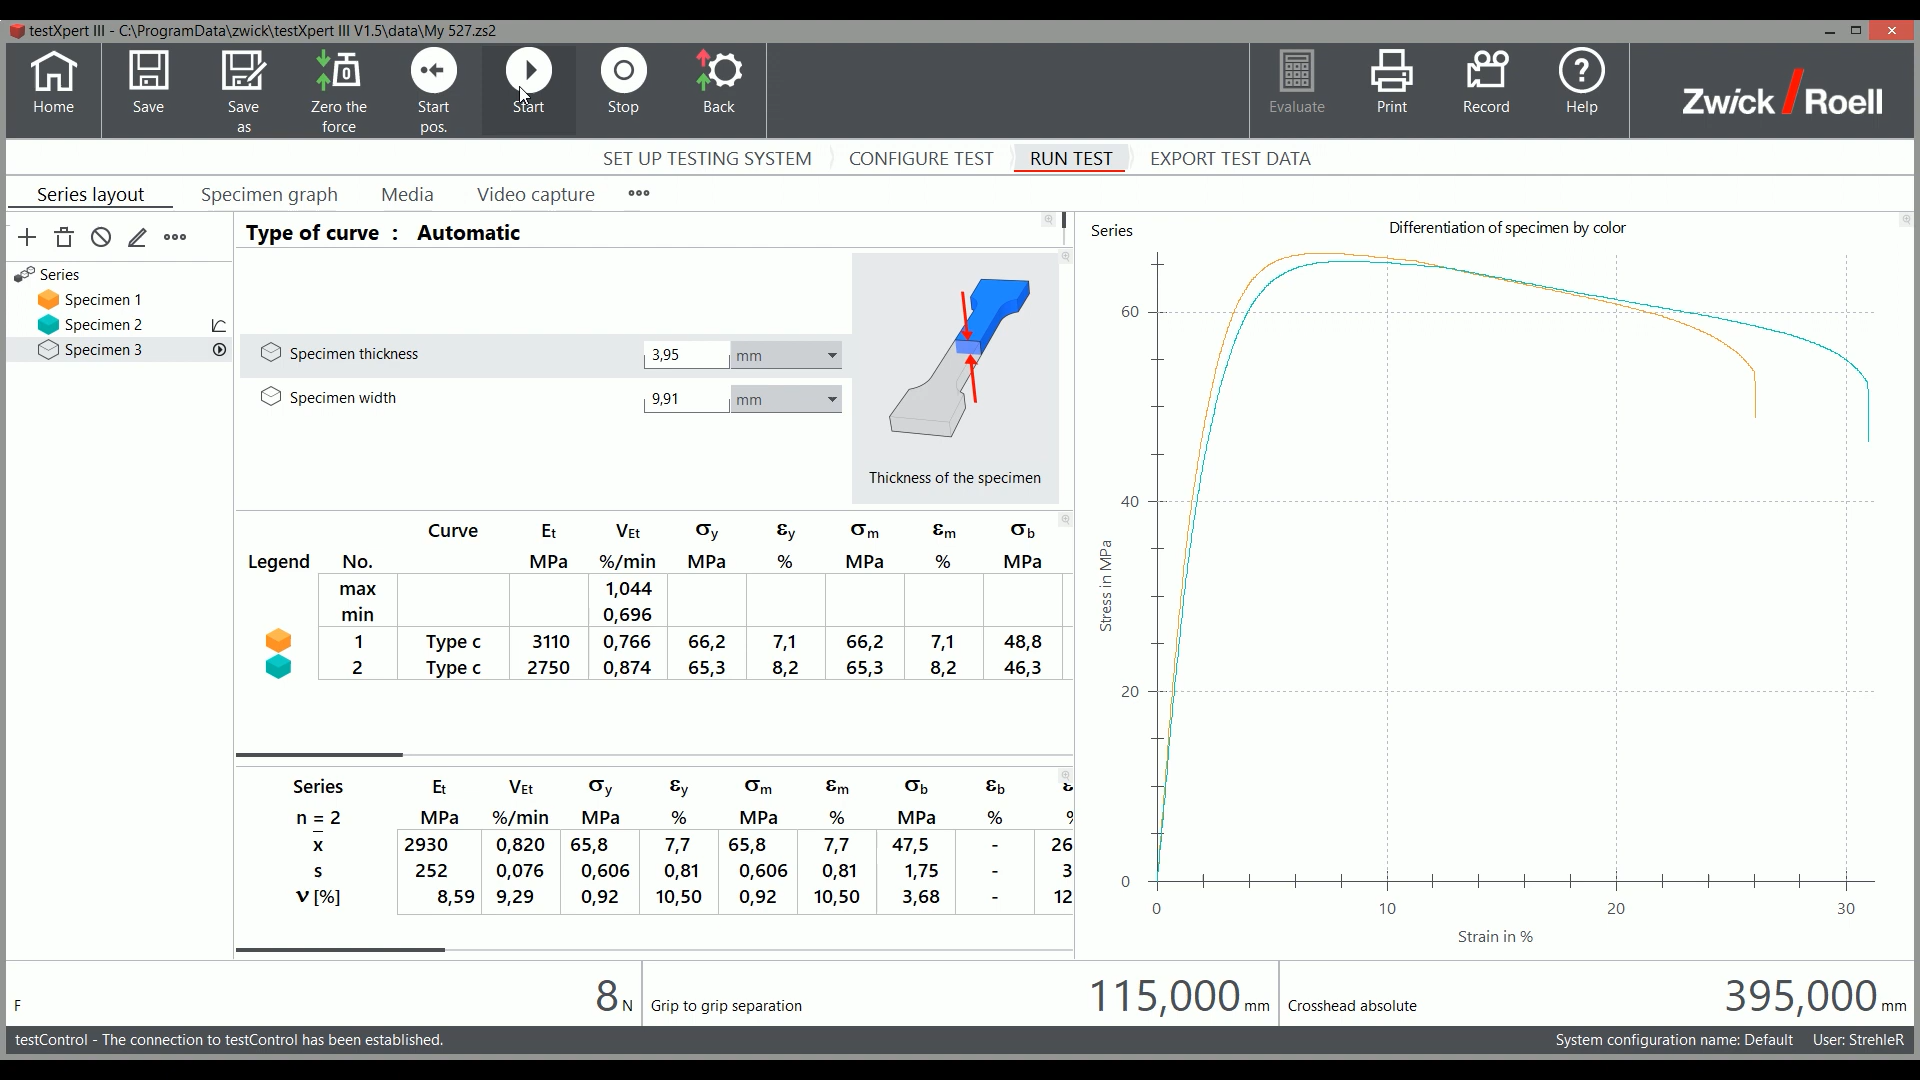 testXpert III - C:\ProgramData\zwick\testXpert III V1.5\data\My 527.zs2
Home
Save
Save as
Zero the force
Start pos.
Start
Stop
Back
Evaluate
Print
Record
Help
Zwick / Roell
SET UP TESTING SYSTEM
CONFIGURE TEST
RUN TEST
EXPORT TEST DATA
Series layout
Specimen graph
Media
Video capture
Series
Specimen 1
Specimen 2
Specimen 3
Type of curve : Automatic
Specimen thickness 3,95 mm
Specimen width 9,91 mm
Thickness of the specimen
Curve Et VEt σy εy σm εm σb
Legend No. MPa %/min MPa % MPa % MPa
max 1,044
min 0,696
1 Type c 3110 0,766 66,2 7,1 66,2 7,1 48,8
2 Type c 2750 0,874 65,3 8,2 65,3 8,2 46,3
Series Et VEt σy εy σm εm σb εb
n = 2 MPa %/min MPa % MPa % MPa %
x̅ 2930 0,820 65,8 7,7 65,8 7,7 47,5 - 26
s 252 0,076 0,606 0,81 0,606 0,81 1,75 - 3
ν [%] 8,59 9,29 0,92 10,50 0,92 10,50 3,68 - 12
Series
Differentiation of specimen by color
Stress in MPa
60
40
20
0
0 10 20 30
Strain in %
F 8 N
Grip to grip separation 115,000 mm
Crosshead absolute 395,000 mm
testControl - The connection to testControl has been established.
System configuration name: Default User: StrehleR